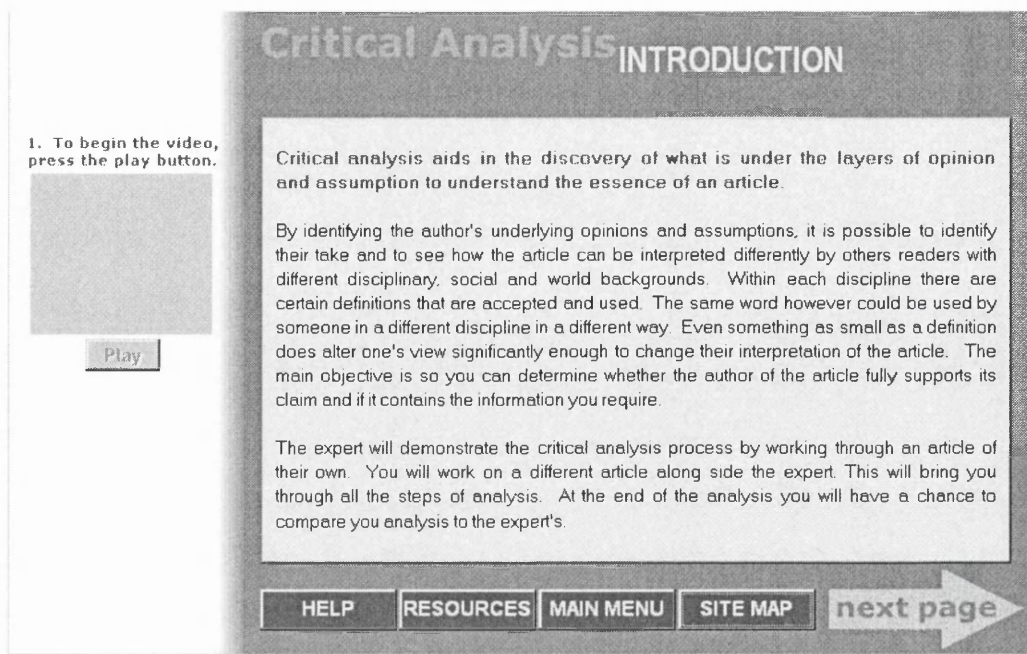 Critical Analysis INTRODUCTION
1. To begin the video,
press the play button.
Play
Critical analysis aids in the discovery of what is under the layers of opinion
and assumption to understand the essence of an article.
By identifying the author's underlying opinions and assumptions, it is possible to identify
their take and to see how the article can be interpreted differently by others readers with
different disciplinary, social and world backgrounds. Within each discipline there are
certain definitions that are accepted and used. The same word however could be used by
someone in a different discipline in a different way. Even something as small as a definition
does alter one's view significantly enough to change their interpretation of the article. The
main objective is so you can determine whether the author of the article fully supports its
claim and if it contains the information you require.
The expert will demonstrate the critical analysis process by working through an article of
their own. You will work on a different article along side the expert. This will bring you
through all the steps of analysis. At the end of the analysis you will have a chance to
compare you analysis to the expert's.
HELP RESOURCES MAIN MENU SITE MAP next page